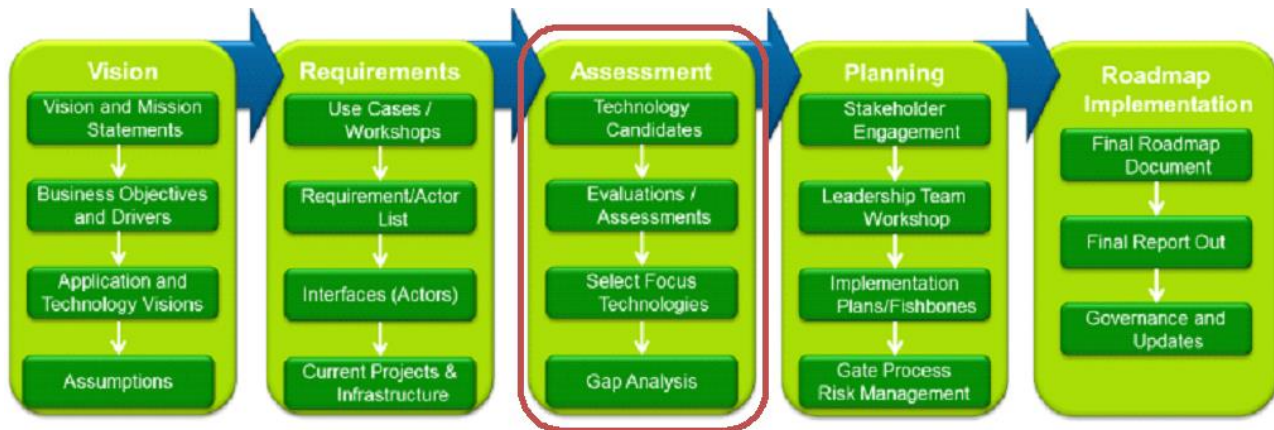 Vision
Vision and Mission
Statements
Business Objectives
and Drivers
Application and
Technology Visions
Assumptions
Requirements
Use Cases /
Workshops
Requirement/Actor
List
Interfaces (Actors)
Current Projects &
Infrastructure
Assessment
Technology
Candidates
Evaluations /
Assessments
Select Focus
Technologies
Gap Analysis
Planning
Stakeholder
Engagement
Leadership Team
Workshop
Implementation
Plans/Fishbones
Gate Process
Risk Management
Roadmap
Implementation
Final Roadmap
Document
Final Report Out
Governance and
Updates